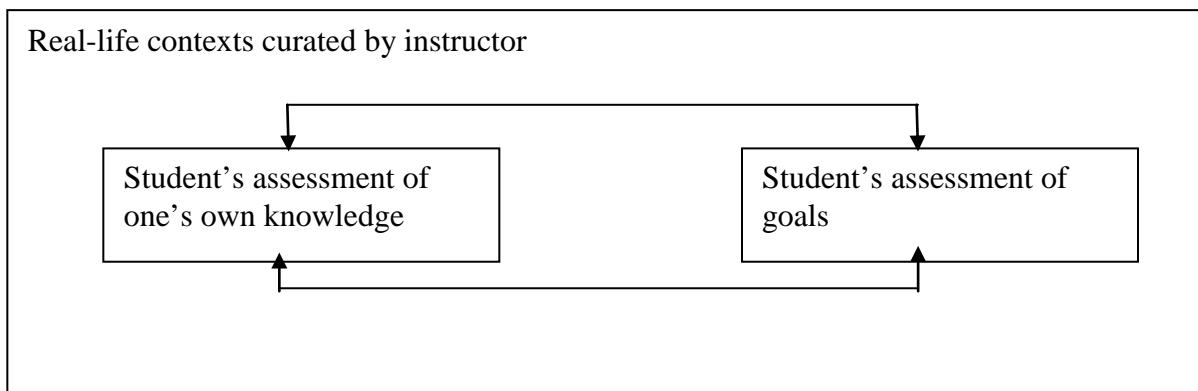 Real-life contexts curated by instructor
Student’s assessment of
one’s own knowledge
Student’s assessment of
goals